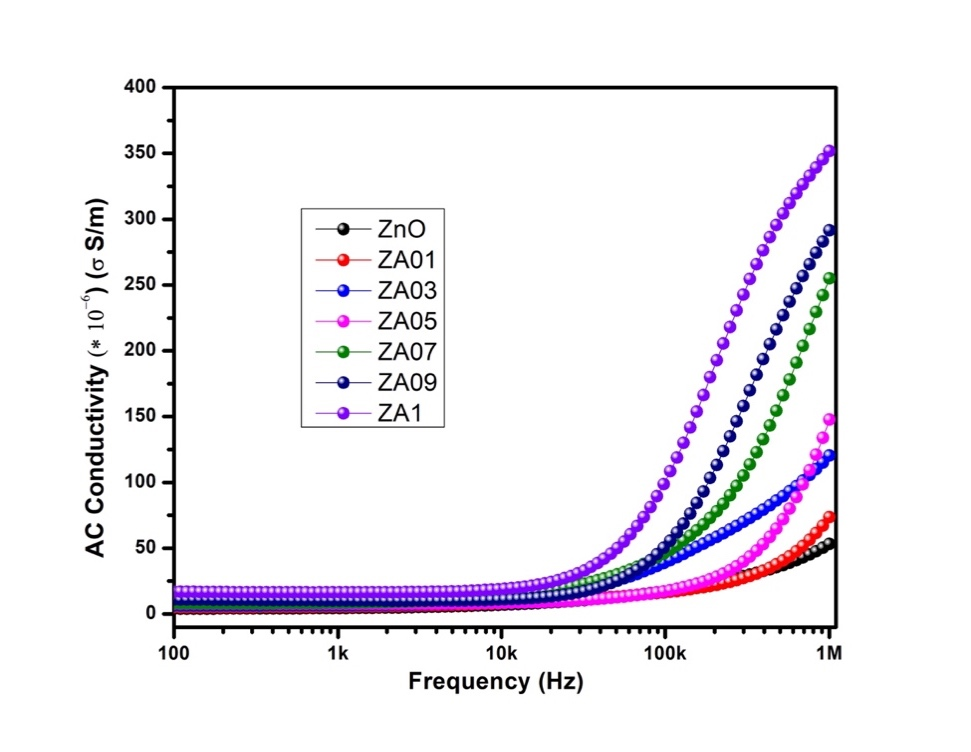 400
350
300
250
200
150
100
50
0
AC Conductivity (* 10⁻⁶) (σ S/m)
ZnO
ZA01
ZA03
ZA05
ZA07
ZA09
ZA1
100 1k 10k 100k 1M
Frequency (Hz)